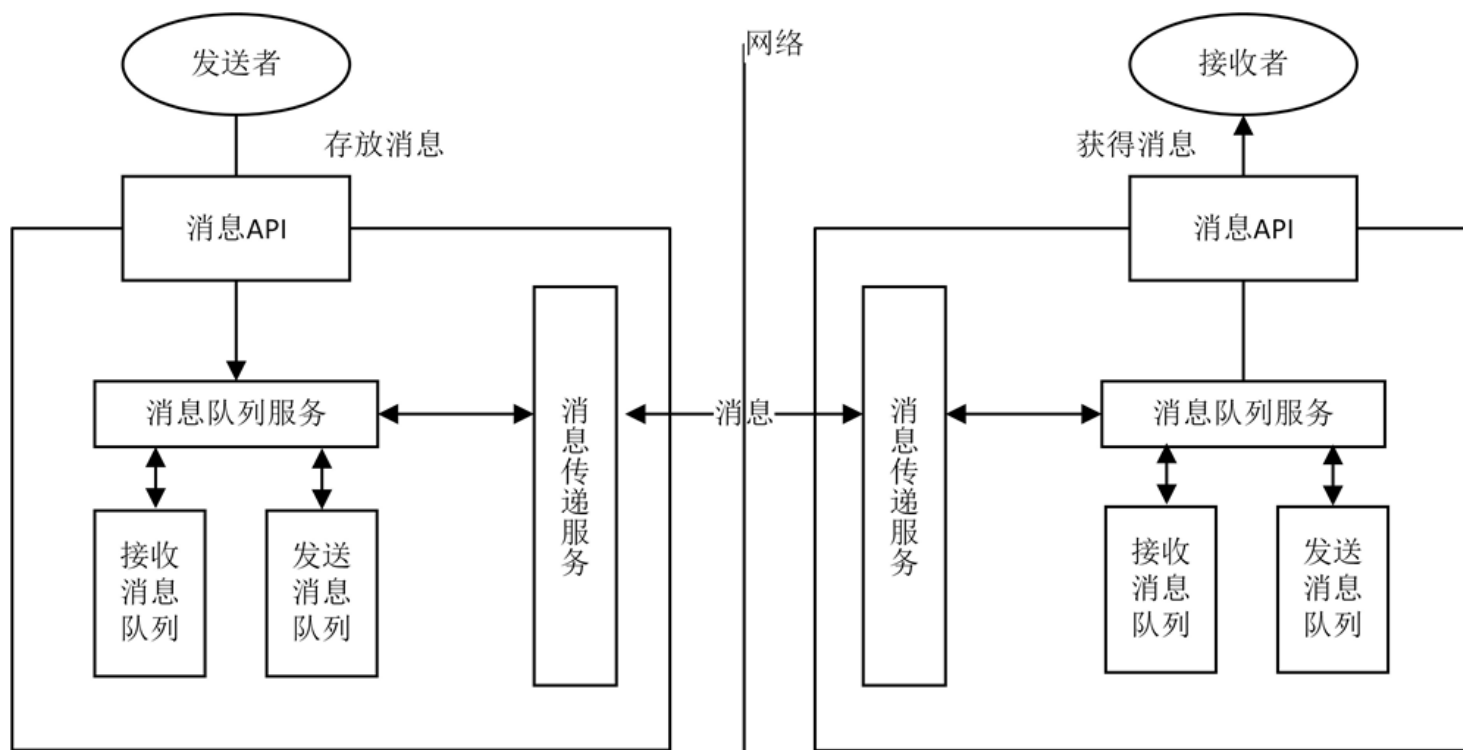 网络
发送者
接收者
存放消息
获得消息
消息API
消息API
消息队列服务
消息传递服务
消息
消息传递服务
消息队列服务
接收
消息
队列
发送
消息
队列
接收
消息
队列
发送
消息
队列